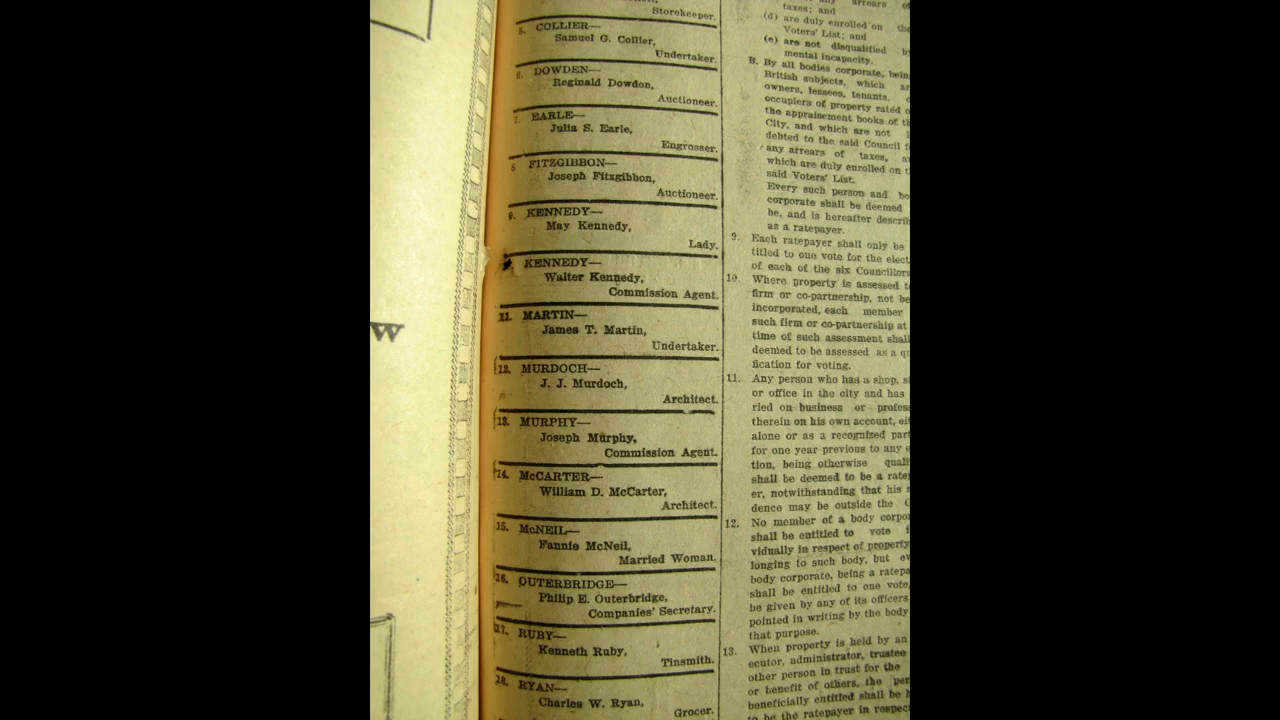 W
Storekeeper.
5. COLLIER—
Samuel G. Collier,
Undertaker.
6. DOWDEN—
Reginald Dowden,
Auctioneer.
7. EARLE—
Julia S. Earle,
Engrosser.
8 FITZGIBBON—
Joseph Fitzgibbon,
Auctioneer.
9. KENNEDY—
May Kennedy,
Lady.
KENNEDY—
Walter Kennedy,
Commission Agent.
11. MARTIN—
James T. Martin,
Undertaker.
12. MURDOCH—
J. J. Murdoch,
Architect.
13. MURPHY—
Joseph Murphy,
Commission Agent.
14. McCARTER—
William D. McCarter,
Architect.
15. McNEIL—
Fannie McNeil,
Married Woman.
16. OUTERBRIDGE—
Philip E. Outerbridge,
Companies' Secretary.
17. RUBY—
Kenneth Ruby,
Tinsmith.
18. RYAN—
Charles W. Ryan,
Grocer.
any arrears of
taxes; and
(d) are duly enrolled on the
Voters' List; and
(e) are not disqualified by
mental incapacity.
B. By all bodies corporate, bein
British subjects, which ar
owners, lessees, tenants, o
occupiers of property rated o
the appraisement books of th
City, and which are not i
debted to the said Council f
any arrears of taxes, a
which are duly enrolled on t
said Voters' List.
Every such person and bo
corporate shall be deemed
be, and is hereafter describ
as a ratepayer.
9. Each ratepayer shall only be
titled to one vote for the elect
of each of the six Councillors
10. Where property is assessed t
firm or co-partnership, not be
incorporated, each member
such firm or co-partnership at
time of such assessment shall
deemed to be assessed as a qu
fication for voting.
11. Any person who has a shop, s
or office in the city and has
ried on business or profes
therein on his own account, ei
alone or as a recognized part
for one year previous to any e
tion, being otherwise quali
shall be deemed to be a rate
er, notwithstanding that his r
dence may be outside the C
12. No member of a body corpo
shall be entitled to vote i
vidually in respect of property
longing to such body, but ev
body corporate, being a ratepa
shall be entitled to one vote,
be given by any of its officers
pointed in writing by the body
that purpose.
13. When property is held by an
ecutor, administrator, trustee
other person in trust for the
or benefit of others, the per
beneficially entitled shall be
to be the ratepayer in respect